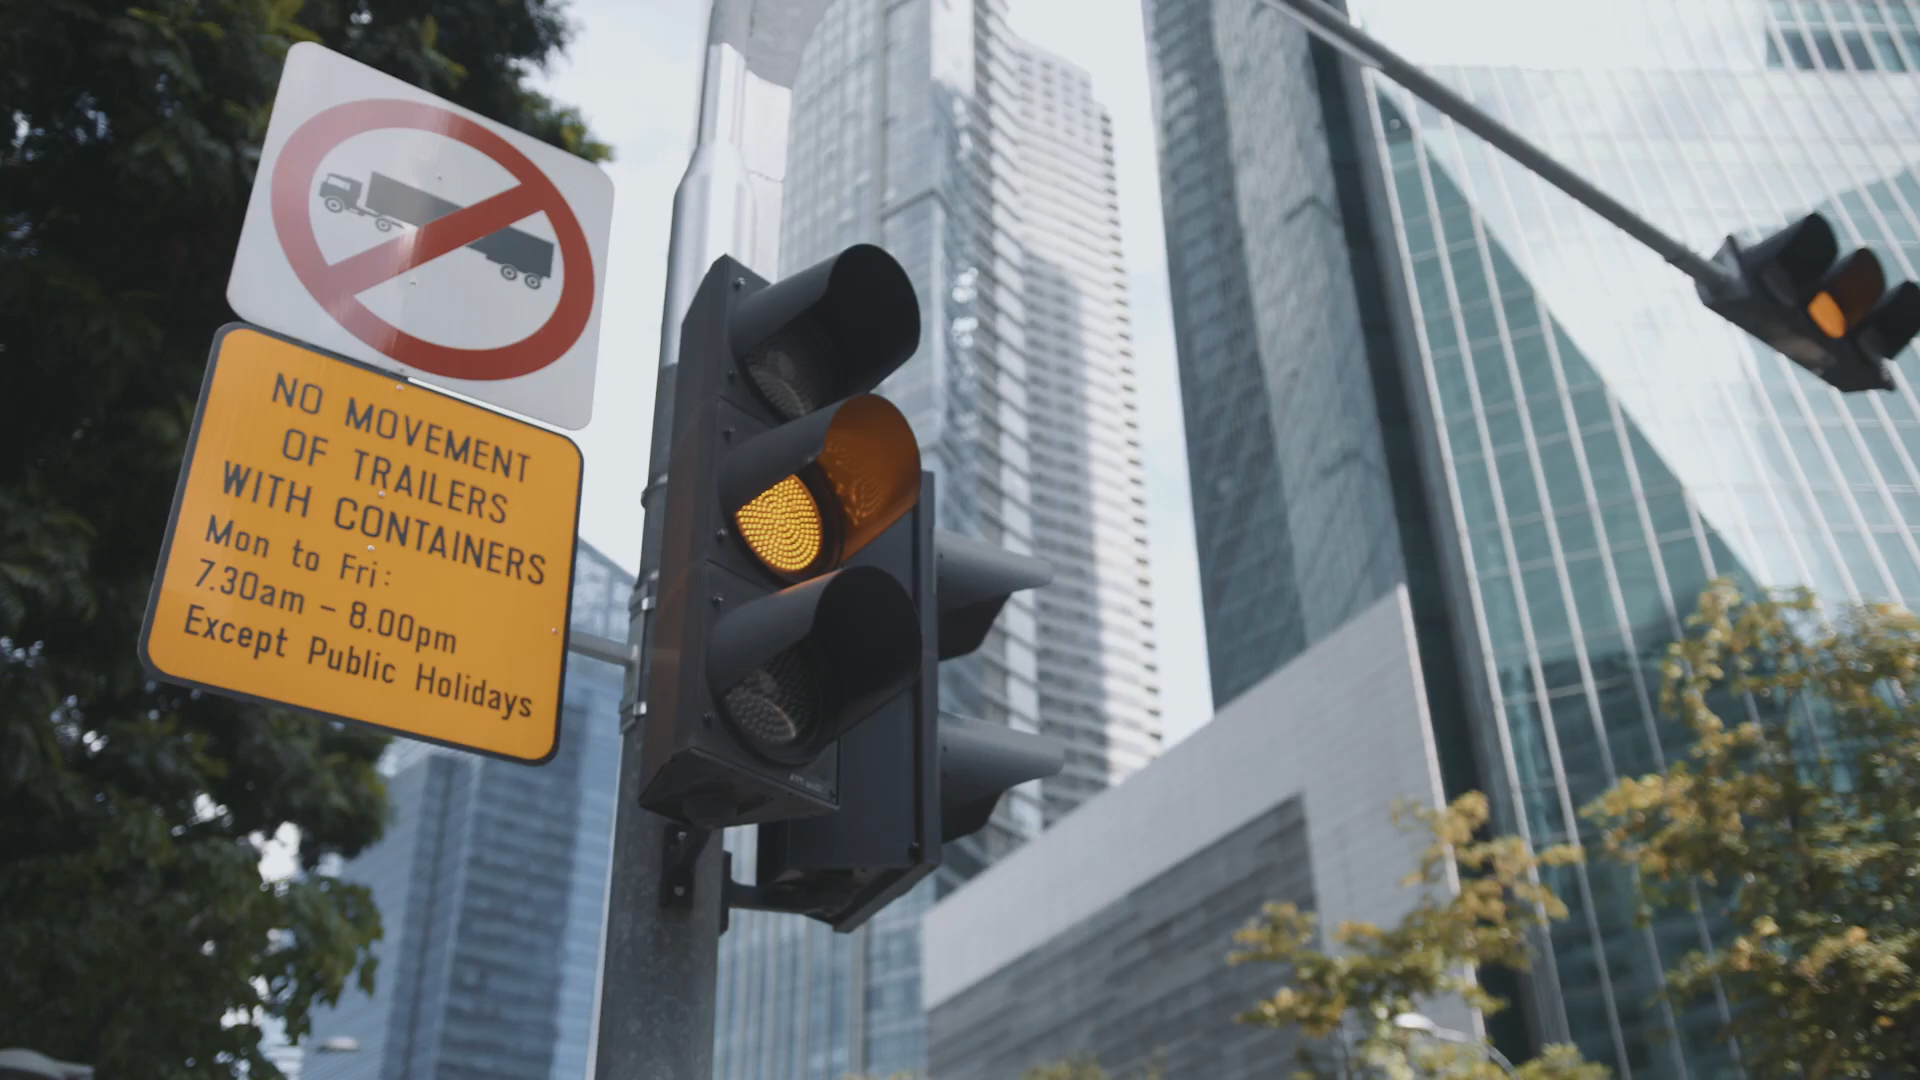 NO MOVEMENT
OF TRAILERS
WITH CONTAINERS
Mon to Fri:
7.30am - 8.00pm
Except Public Holidays